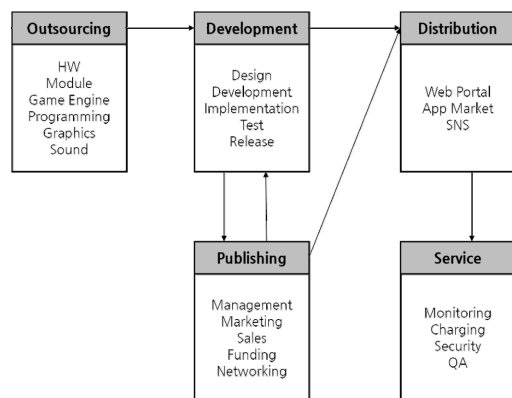 Outsourcing
HW
Module
Game Engine
Programming
Graphics
Sound
Development
Design
Development
Implementation
Test
Release
Distribution
Web Portal
App Market
SNS
Publishing
Management
Marketing
Sales
Funding
Networking
Service
Monitoring
Charging
Security
QA